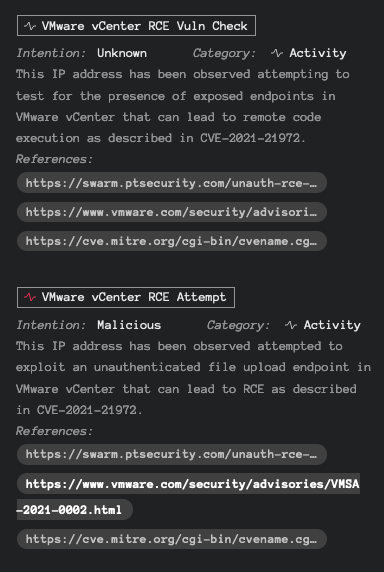 VMware vCenter RCE Vuln Check
Intention: Unknown Category: Activity
This IP address has been observed attempting to
test for the presence of exposed endpoints in
VMware vCenter that can lead to remote code
execution as described in CVE-2021-21972.
References:
https://swarm.ptsecurity.com/unauth-rce-…
https://www.vmware.com/security/advisori…
https://cve.mitre.org/cgi-bin/cvename.cg…
VMware vCenter RCE Attempt
Intention: Malicious Category: Activity
This IP address has been observed attempted to
exploit an unauthenticated file upload endpoint in
VMware vCenter that can lead to RCE as described
in CVE-2021-21972.
References:
https://swarm.ptsecurity.com/unauth-rce-…
https://www.vmware.com/security/advisories/VMSA
-2021-0002.html
https://cve.mitre.org/cgi-bin/cvename.cg…